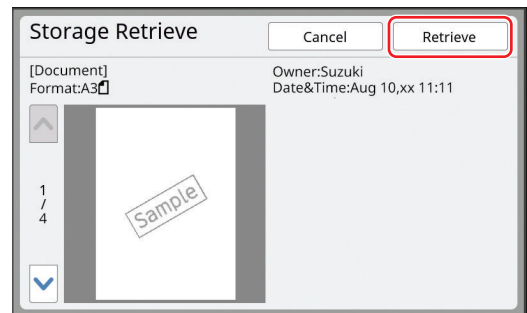 Storage Retrieve
Cancel
Retrieve
[Document]
Format:A3
Owner:Suzuki
Date&Time:Aug 10,xx 11:11
1
/
4
Sample